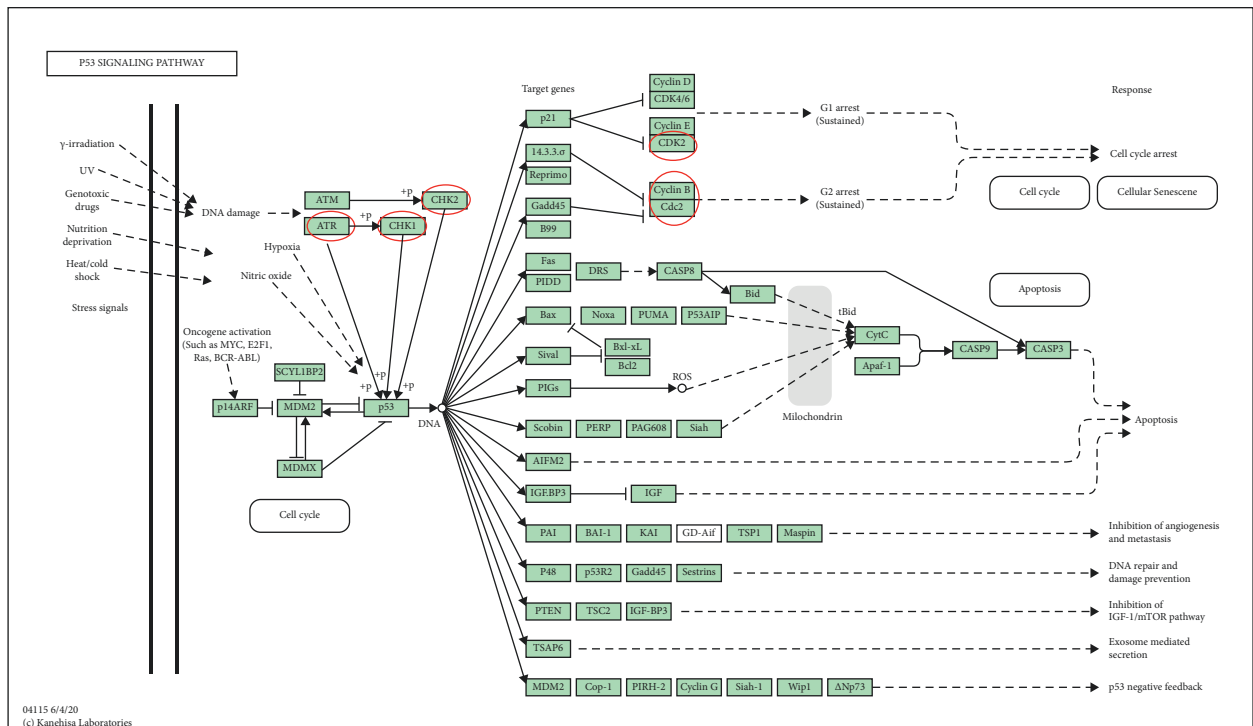 P53 SIGNALING PATHWAY
γ-irradiation
UV
Genotoxic
drugs
Nutrition
deprivation
Heat/cold
shock
Stress signals
DNA damage
ATM
+p
CHK2
ATR
+p
CHK1
Hypoxia
Nitric oxide
Oncogene activation
(Such as MYC, E2F1,
Ras, BCR-ABL)
SCYL1BP2
p14ARF
MDM2
+p
+p
+p
p53
MDMX
DNA
Cell cycle
Target genes
p21
Cyclin D
CDK4/6
Cyclin E
CDK2
G1 arrest
(Sustained)
14.3.3.σ
Reprimo
Gadd45
B99
Cyclin B
Cdc2
G2 arrest
(Sustained)
Response
Cell cycle arrest
Cell cycle
Cellular Senescene
Fas
PIDD
DRS
CASP8
Bid
tBid
Apoptosis
Bax
Noxa
PUMA
P53AIP
CytC
Sival
Bxl-xL
Bcl2
Apaf-1
CASP9
CASP3
PIGs
ROS
Milochondrin
Scobin
PERP
PAG608
Siah
Apoptosis
AIFM2
IGF.BP3
IGF
PAI
BAI-1
KAI
GD-Aif
TSP1
Maspin
Inhibition of angiogenesis
and metastasis
P48
p53R2
Gadd45
Sestrins
DNA repair and
damage prevention
PTEN
TSC2
IGF-BP3
Inhibition of
IGF-1/mTOR pathway
TSAP6
Exosome mediated
secretion
MDM2
Cop-1
PIRH-2
Cyclin G
Siah-1
Wip1
ΔNp73
p53 negative feedback
04115 6/4/20
(c) Kanehisa Laboratories